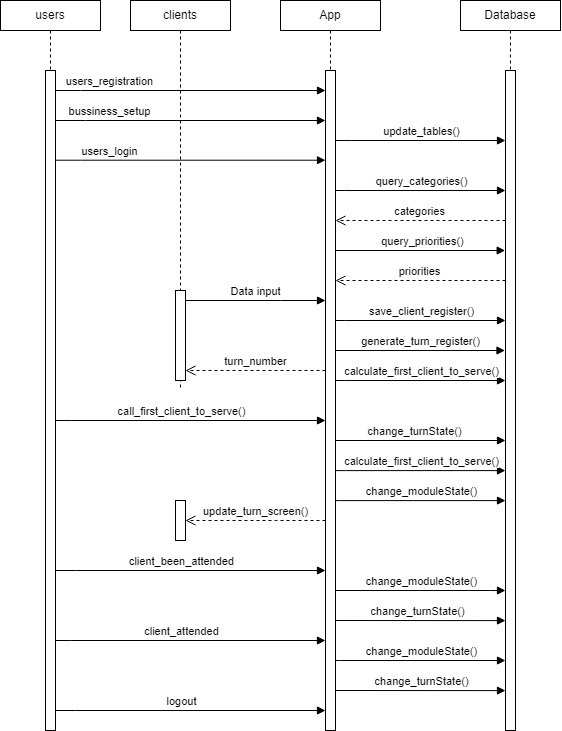 users
clients
App
Database
users_registration
bussiness_setup
update_tables()
users_login
query_categories()
categories
query_priorities()
priorities
Data input
save_client_register()
generate_turn_register()
turn_number
calculate_first_client_to_serve()
call_first_client_to_serve()
change_turnState()
calculate_first_client_to_serve()
change_moduleState()
update_turn_screen()
client_been_attended
change_moduleState()
change_turnState()
client_attended
change_moduleState()
change_turnState()
logout